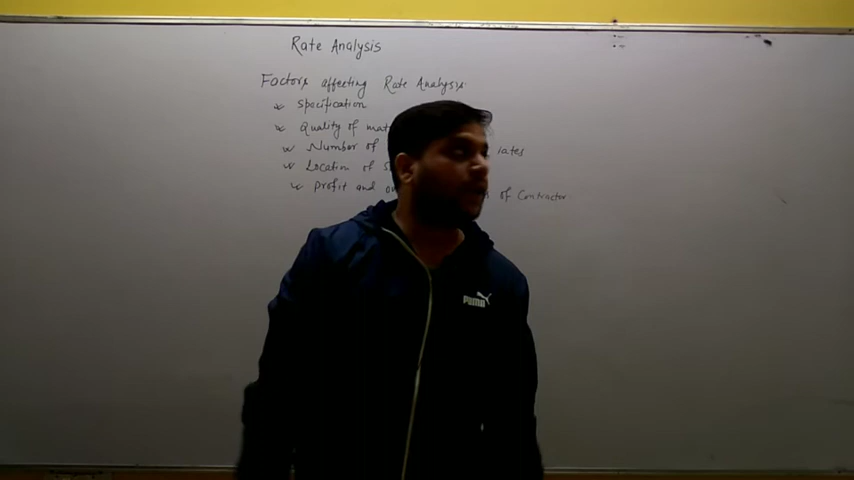 Rate Analysis
Factors affecting Rate Analysis
Specification
Quality of mat
Number of iates
Location of s
Profit and ov of Contractor
PUMA